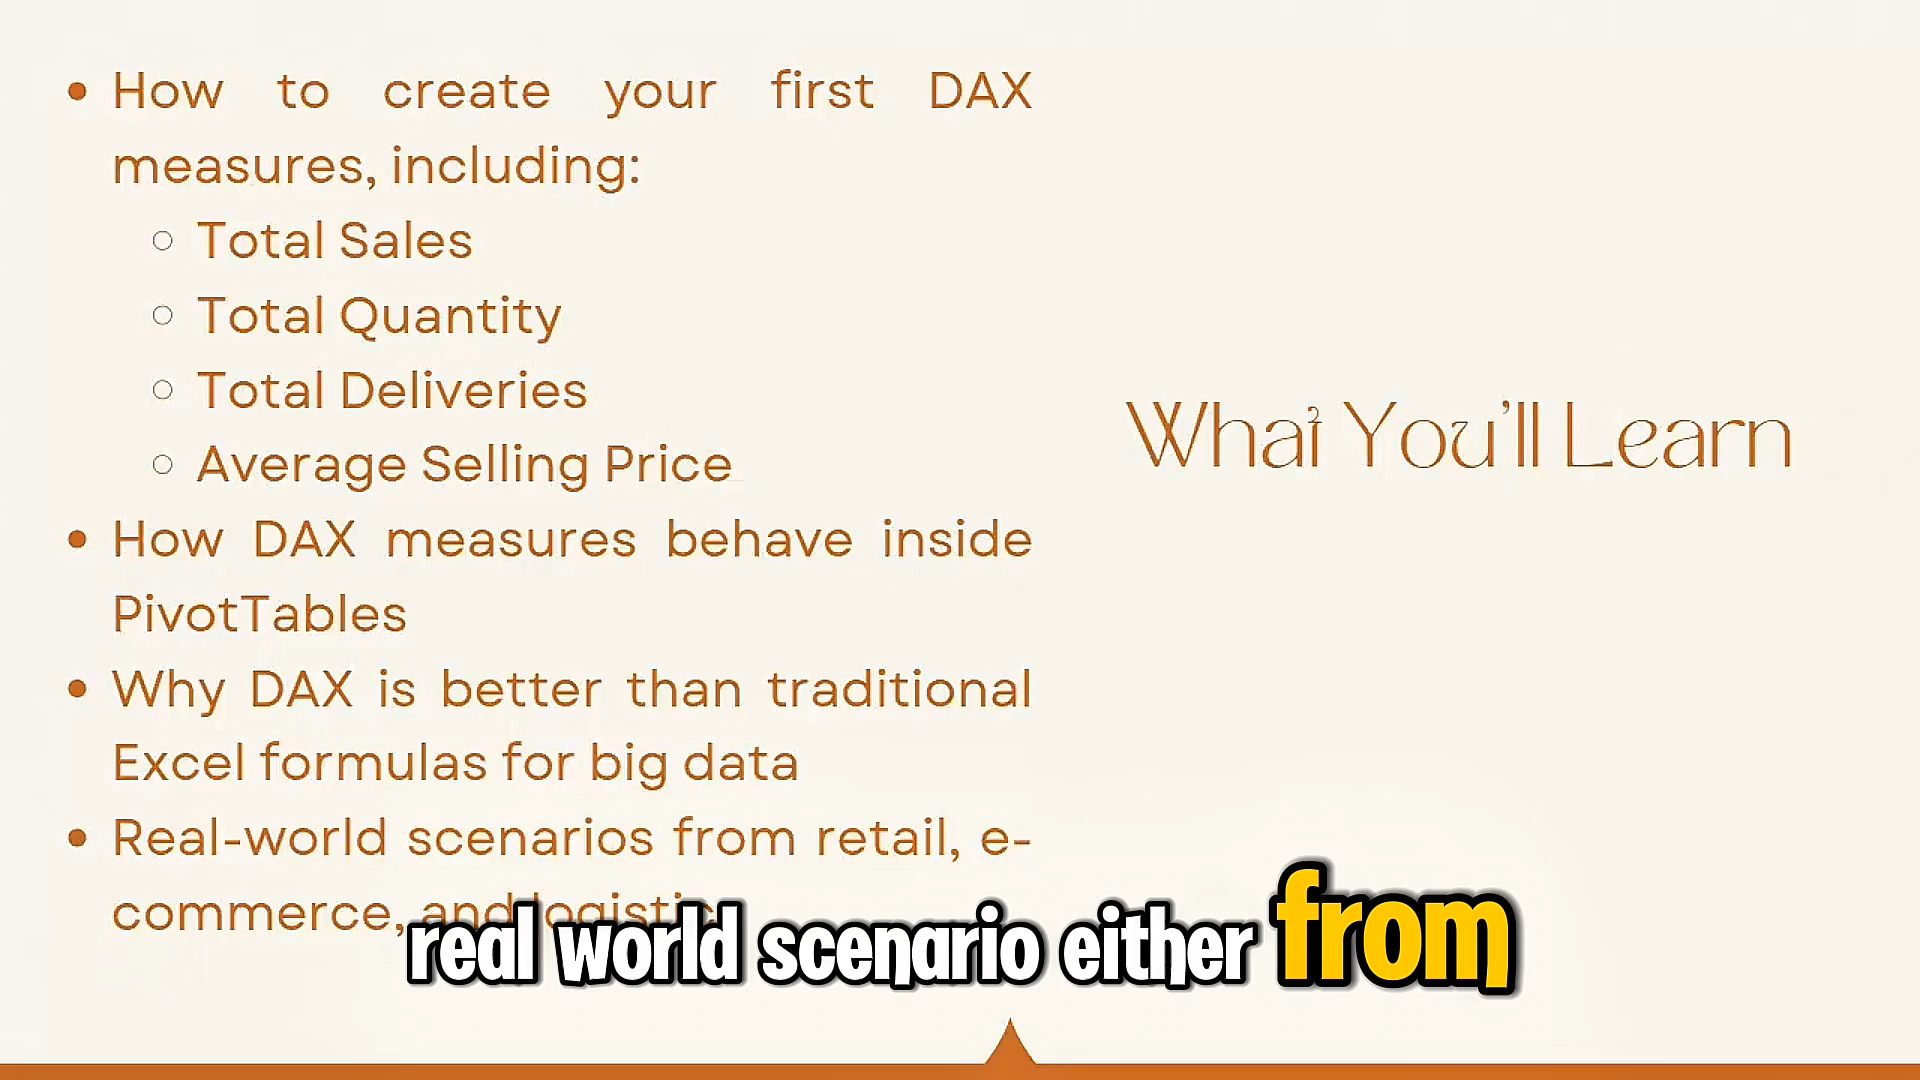 • How to create your first DAX
measures, including:
○ Total Sales
○ Total Quantity
○ Total Deliveries
○ Average Selling Price
• How DAX measures behave inside
PivotTables
• Why DAX is better than traditional
Excel formulas for big data
• Real-world scenarios from retail, e-
commerce, and logistic
What You'll Learn
real world scenario either from